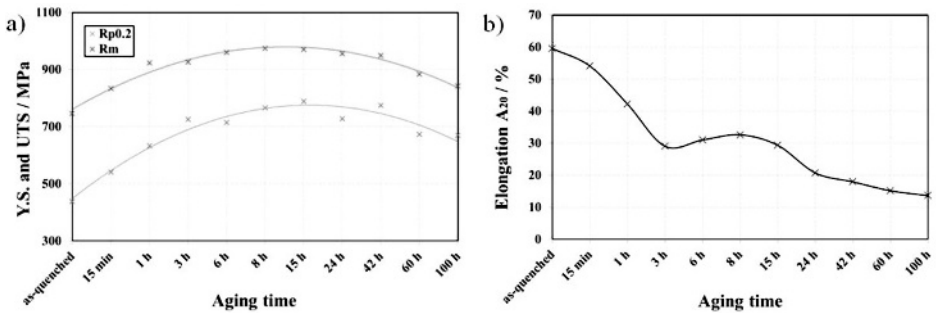 a)
1100
900
700
500
300
Y.S. and UTS / MPa
Rp0.2
Rm
as-quenched
15 min
1 h
3 h
6 h
8 h
15 h
24 h
42 h
60 h
100 h
Aging time
b)
70
60
50
40
30
20
10
0
Elongation A20 / %
as-quenched
15 min
1 h
3 h
6 h
8 h
15 h
24 h
42 h
60 h
100 h
Aging time